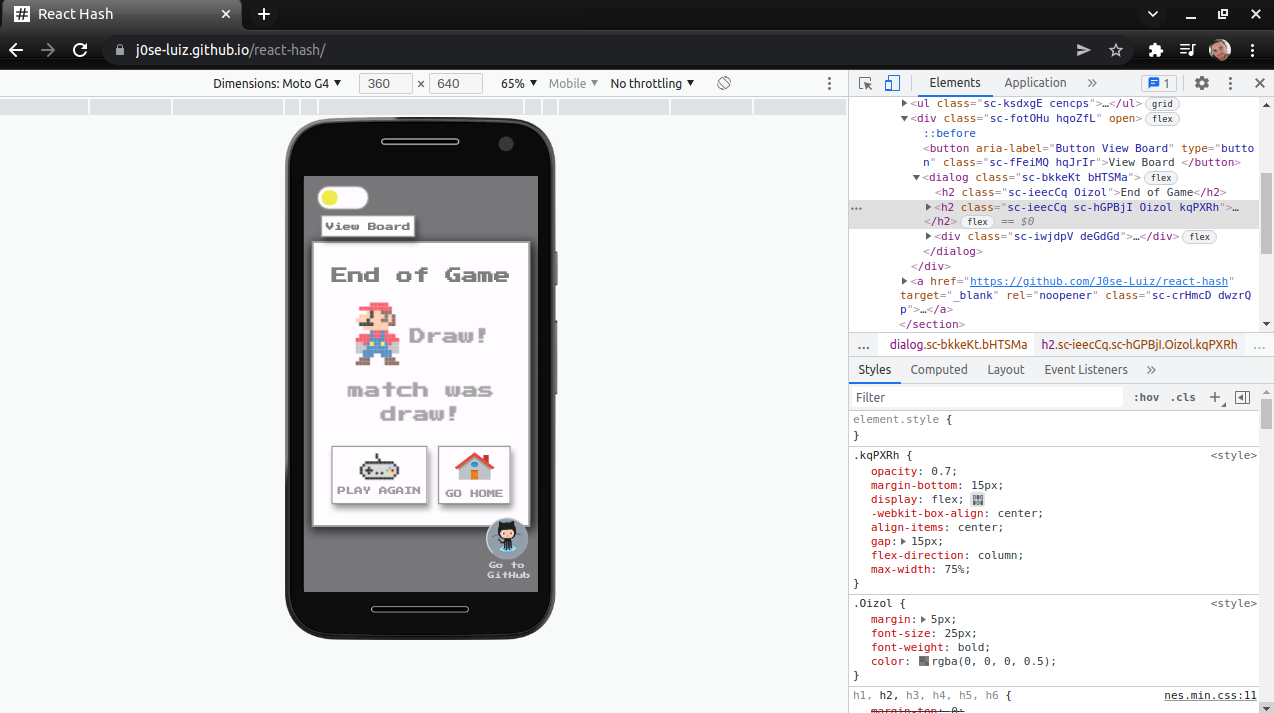 React Hash
j0se-luiz.github.io/react-hash/
Dimensions: Moto G4
360 × 640
65%
Mobile
No throttling
View Board
End of Game
Draw!
match was
draw!
PLAY AGAIN
GO HOME
Go to
GitHub
Elements
Application
»
1
<ul class="sc-ksdxgE cencps">…</ul> grid
<div class="sc-fotOHu hqoZfL" open> flex
::before
<button aria-label="Button View Board" type="butto
n" class="sc-fFeiMQ hqJrIr">View Board </button>
<dialog class="sc-bkkeKt bHTSMa"> flex
<h2 class="sc-ieecCq Oizol">End of Game</h2>
<h2 class="sc-ieecCq sc-hGPBjI Oizol kqPXRh">…
</h2> flex == $0
<div class="sc-iwjdpV deGdGd">…</div> flex
</dialog>
</div>
<a href="https://github.com/J0se-Luiz/react-hash"
target="_blank" rel="noopener" class="sc-crHmcD dwzrQ
p">…</a>
</section>
... dialog.sc-bkkeKt.bHTSMa h2.sc-ieecCq.sc-hGPBjI.Oizol.kqPXRh ...
Styles Computed Layout Event Listeners »
Filter :hov .cls +
element.style {
}
.kqPXRh { <style>
opacity: 0.7;
margin-bottom: 15px;
display: flex;
-webkit-box-align: center;
align-items: center;
gap: 15px;
flex-direction: column;
max-width: 75%;
}
.Oizol { <style>
margin: 5px;
font-size: 25px;
font-weight: bold;
color: rgba(0, 0, 0, 0.5);
}
h1, h2, h3, h4, h5, h6 { nes.min.css:11
margin-top: 0;